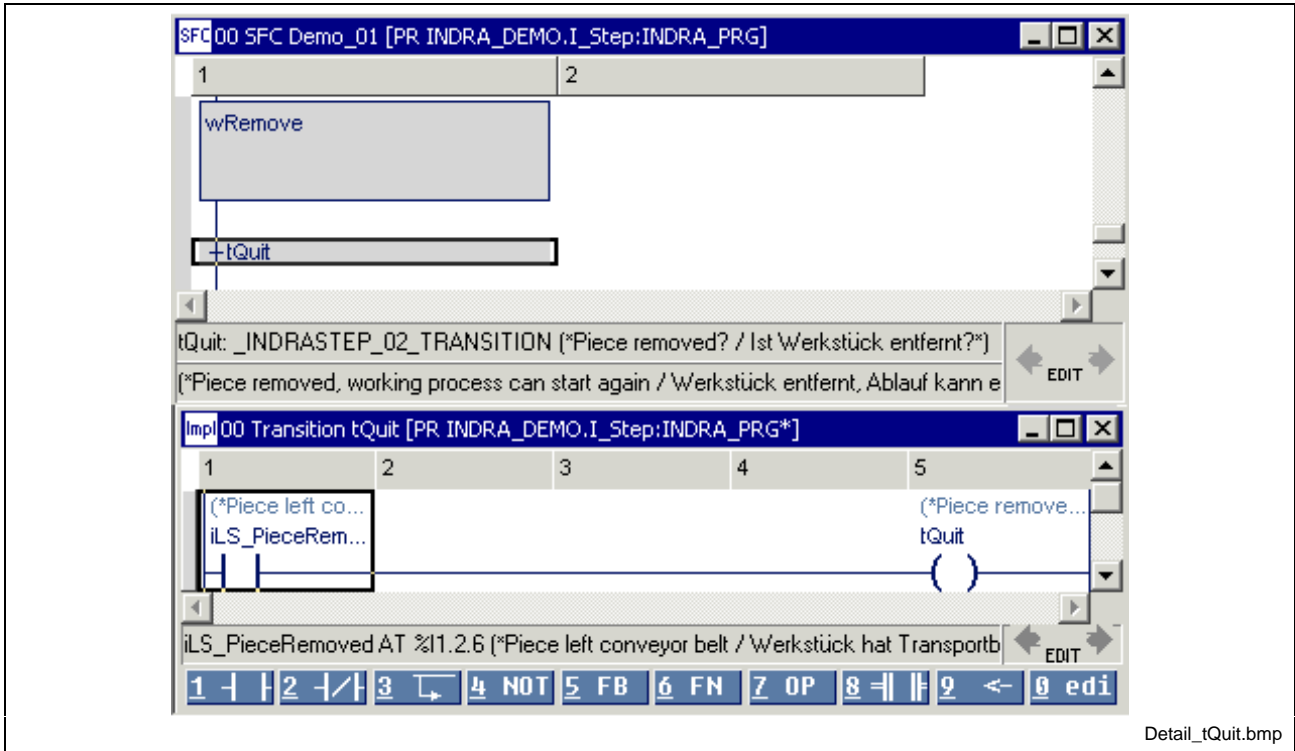 SFC 00 SFC Demo_01 [PR INDRA_DEMO.I_Step:INDRA_PRG]
1 2
wRemove
tQuit
tQuit: _INDRASTEP_02_TRANSITION (*Piece removed? / Ist Werkstück entfernt?*)
EDIT
(*Piece removed, working process can start again / Werkstück entfernt, Ablauf kann e
Impl 00 Transition tQuit [PR INDRA_DEMO.I_Step:INDRA_PRG*]
1 2 3 4 5
(*Piece left co... (*Piece remove...
iLS_PieceRem... tQuit
iLS_PieceRemoved AT %I1.2.6 (*Piece left conveyor belt / Werkstück hat Transportb
EDIT
1 2 3 4 NOT 5 FB 6 FN 7 OP 8 9 <- 0 edi
Detail_tQuit.bmp